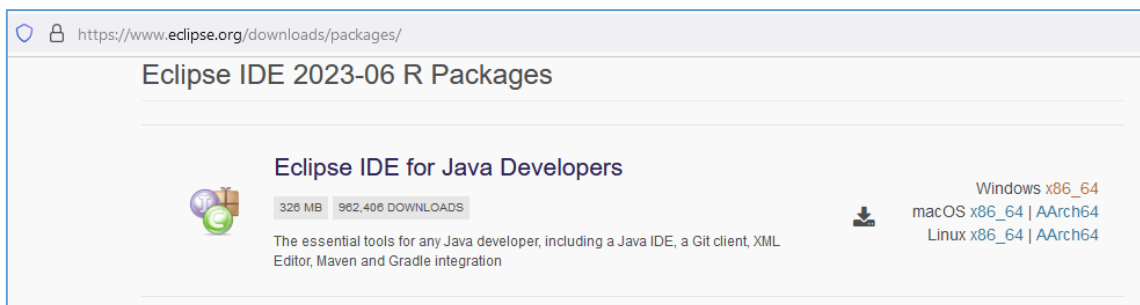 https://www.eclipse.org/downloads/packages/
Eclipse IDE 2023-06 R Packages
Eclipse IDE for Java Developers
326 MB 962,406 DOWNLOADS
The essential tools for any Java developer, including a Java IDE, a Git client, XML
Editor, Maven and Gradle integration
Windows x86_64
macOS x86_64 | AArch64
Linux x86_64 | AArch64